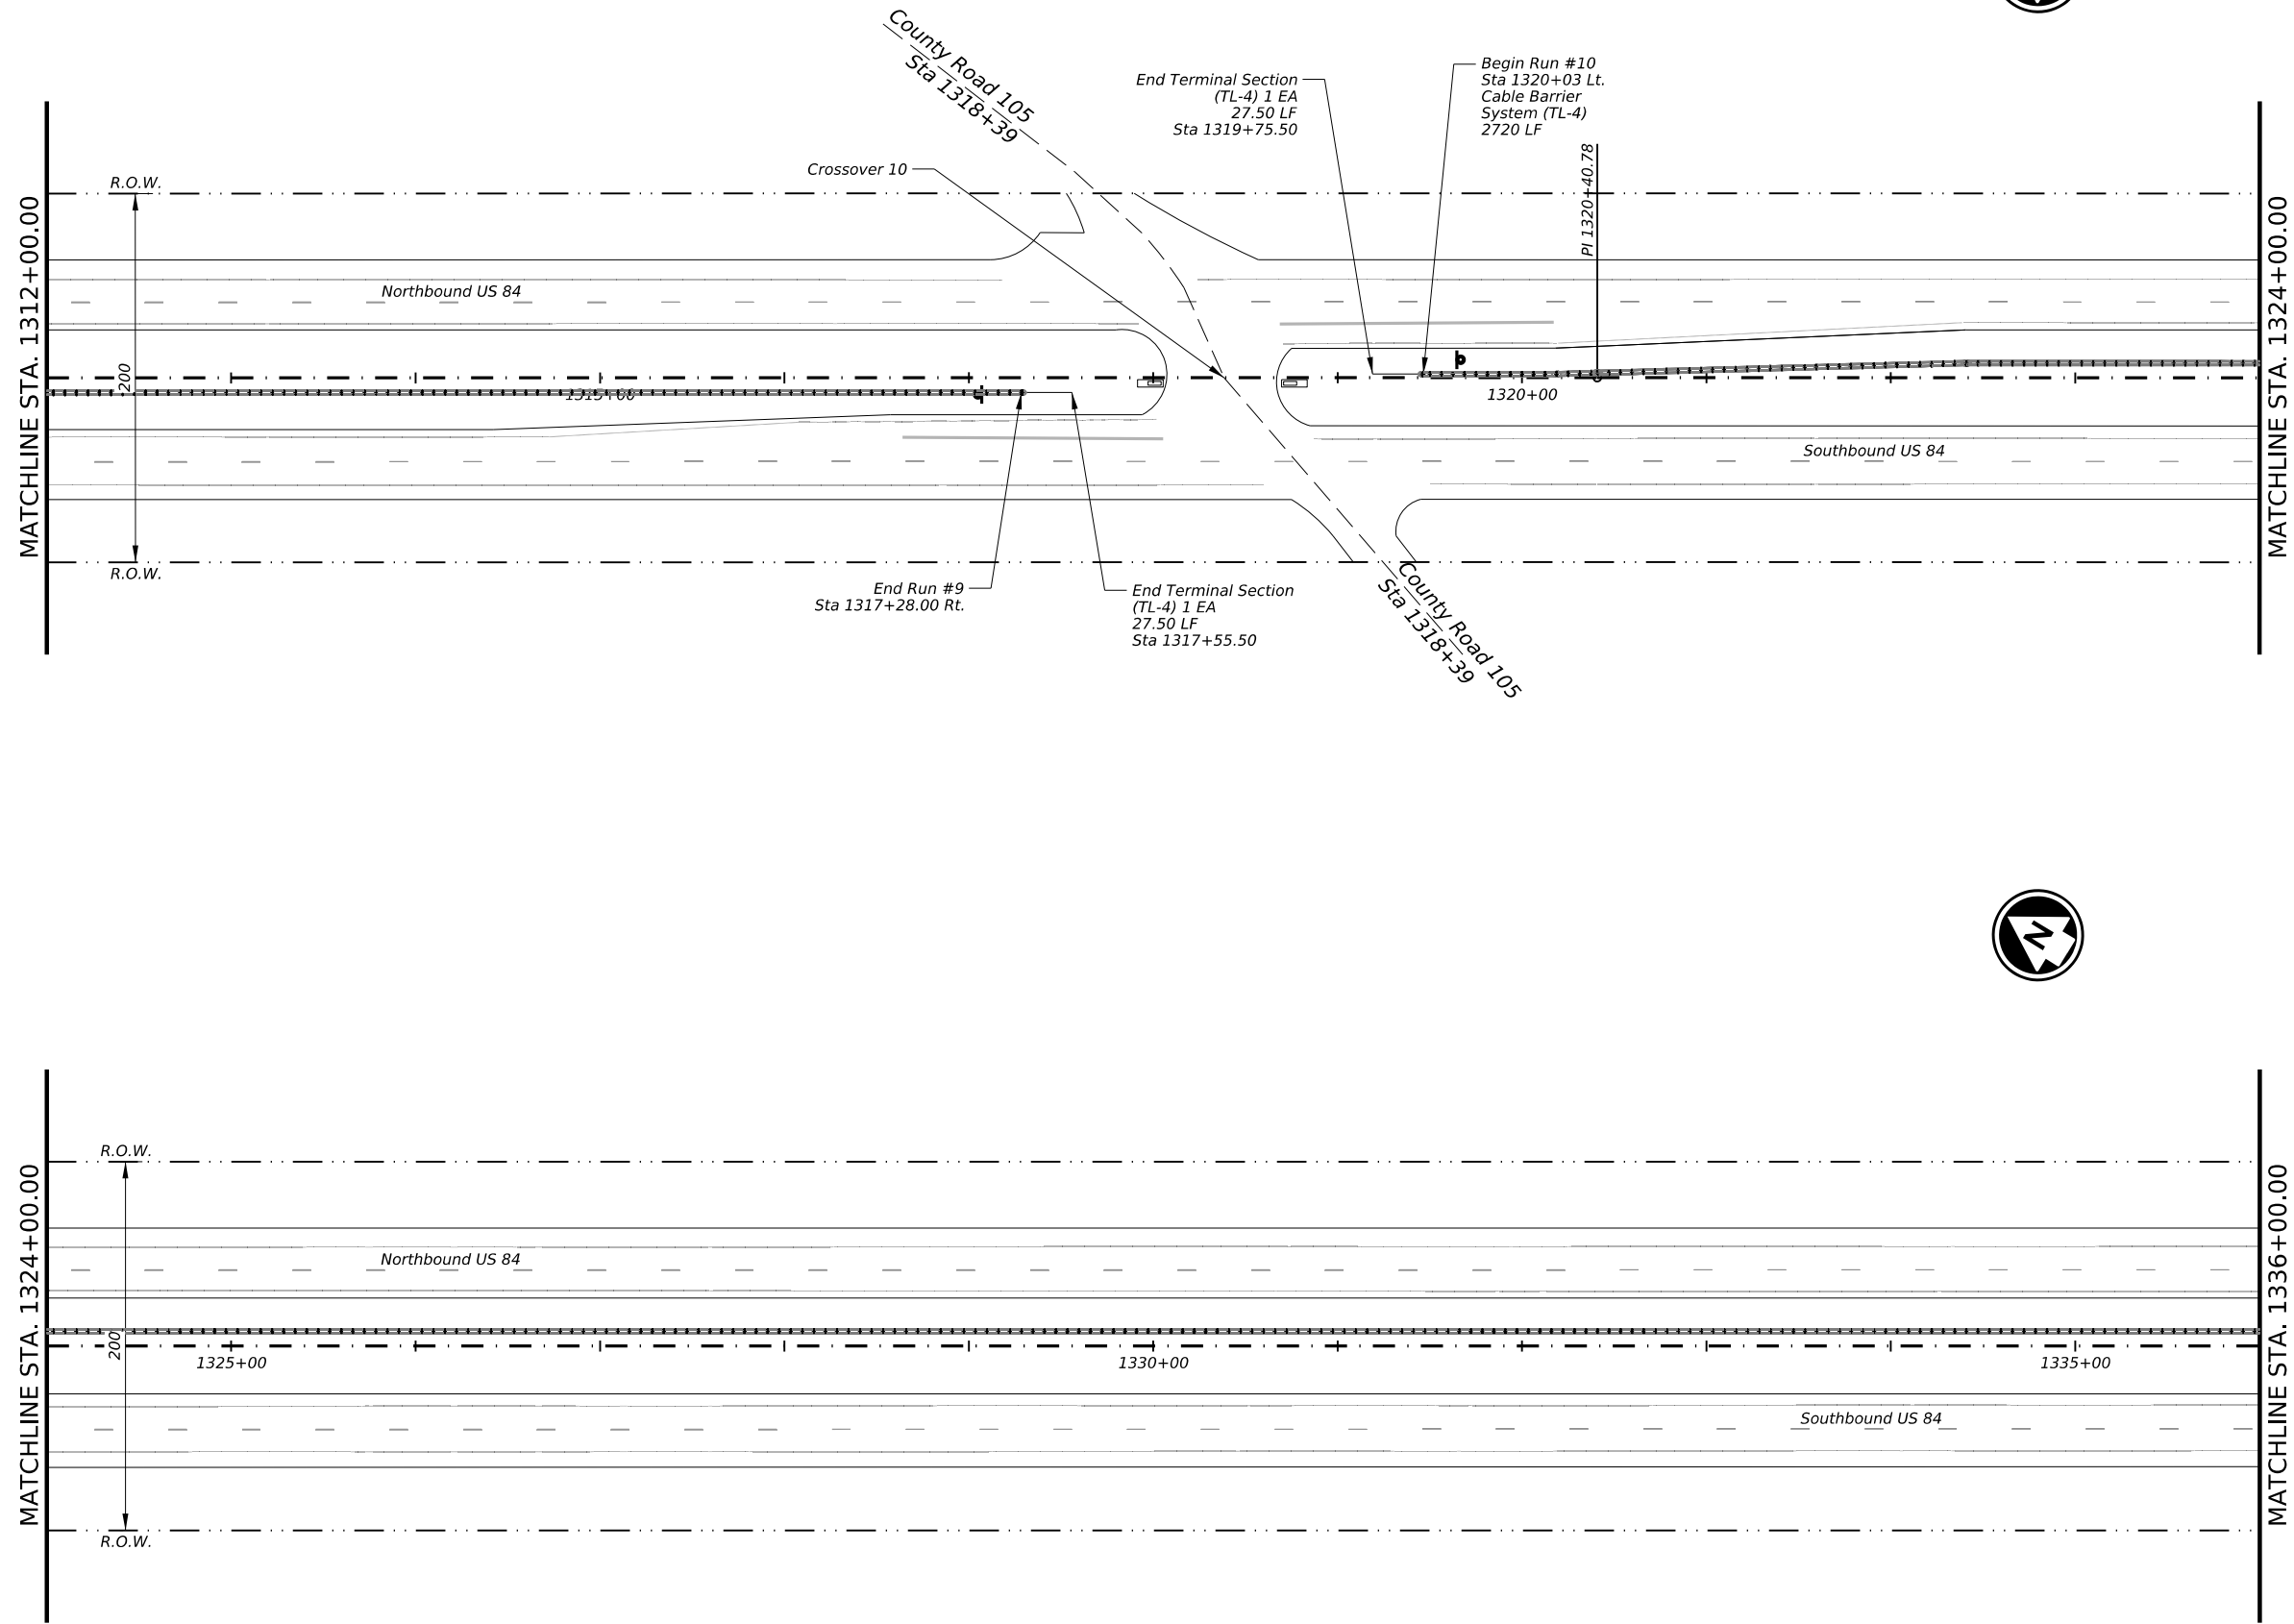 County Road 105
Sta 1318+39
End Terminal Section
(TL-4) 1 EA
27.50 LF
Sta 1319+75.50
Begin Run #10
Sta 1320+03 Lt.
Cable Barrier
System (TL-4)
2720 LF
Crossover 10
PI 1320+40.78
R.O.W.
MATCHLINE STA. 1312+00.00
MATCHLINE STA. 1324+00.00
Northbound US 84
200
1315+00
1320+00
Southbound US 84
R.O.W.
End Run #9
Sta 1317+28.00 Rt.
End Terminal Section
(TL-4) 1 EA
27.50 LF
Sta 1317+55.50
County Road 105
Sta 1318+39
N
R.O.W.
MATCHLINE STA. 1324+00.00
MATCHLINE STA. 1336+00.00
Northbound US 84
200
1325+00
1330+00
1335+00
Southbound US 84
R.O.W.